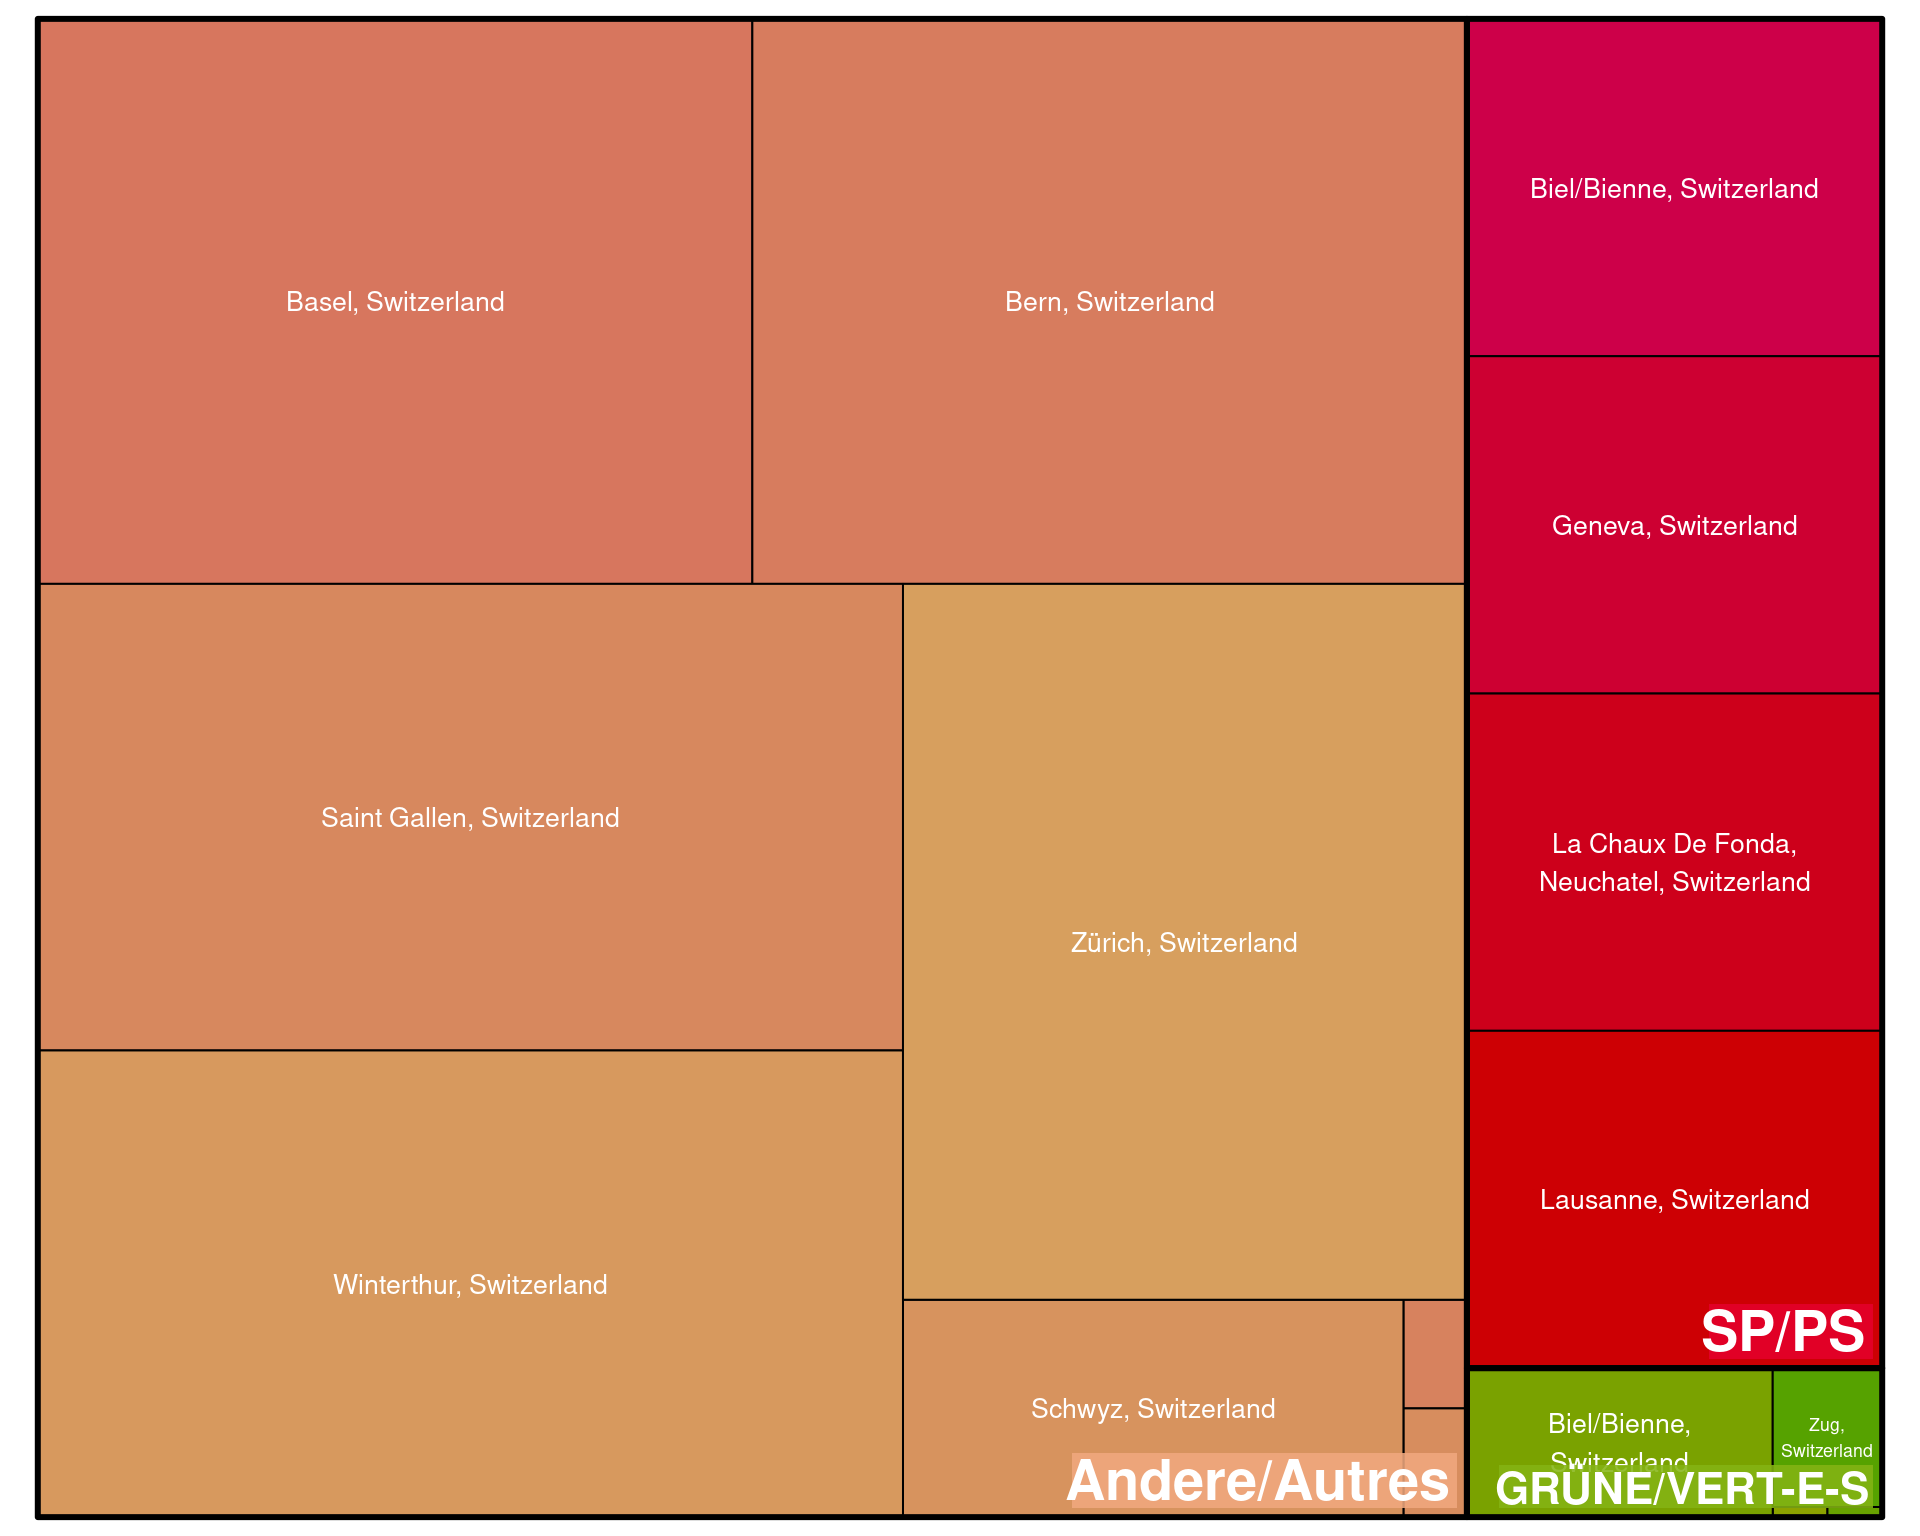 Basel, Switzerland
Bern, Switzerland
Biel/Bienne, Switzerland
Geneva, Switzerland
Saint Gallen, Switzerland
Zürich, Switzerland
La Chaux De Fonda,
Neuchatel, Switzerland
Lausanne, Switzerland
Winterthur, Switzerland
SP/PS
Schwyz, Switzerland
Andere/Autres
Biel/Bienne,
Switzerland
Zug,
Switzerland
GRÜNE/VERT-E-S